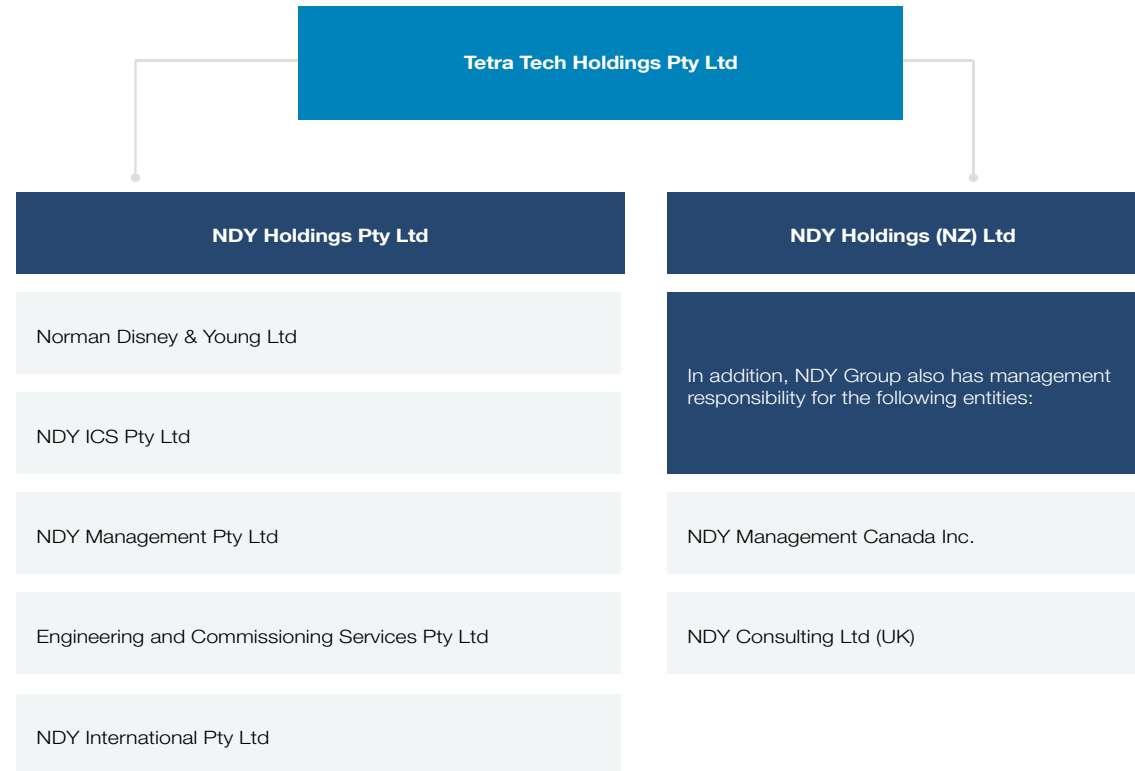 Tetra Tech Holdings Pty Ltd
NDY Holdings Pty Ltd
Norman Disney & Young Ltd
NDY ICS Pty Ltd
NDY Management Pty Ltd
Engineering and Commissioning Services Pty Ltd
NDY International Pty Ltd
NDY Holdings (NZ) Ltd
In addition, NDY Group also has management
responsibility for the following entities:
NDY Management Canada Inc.
NDY Consulting Ltd (UK)